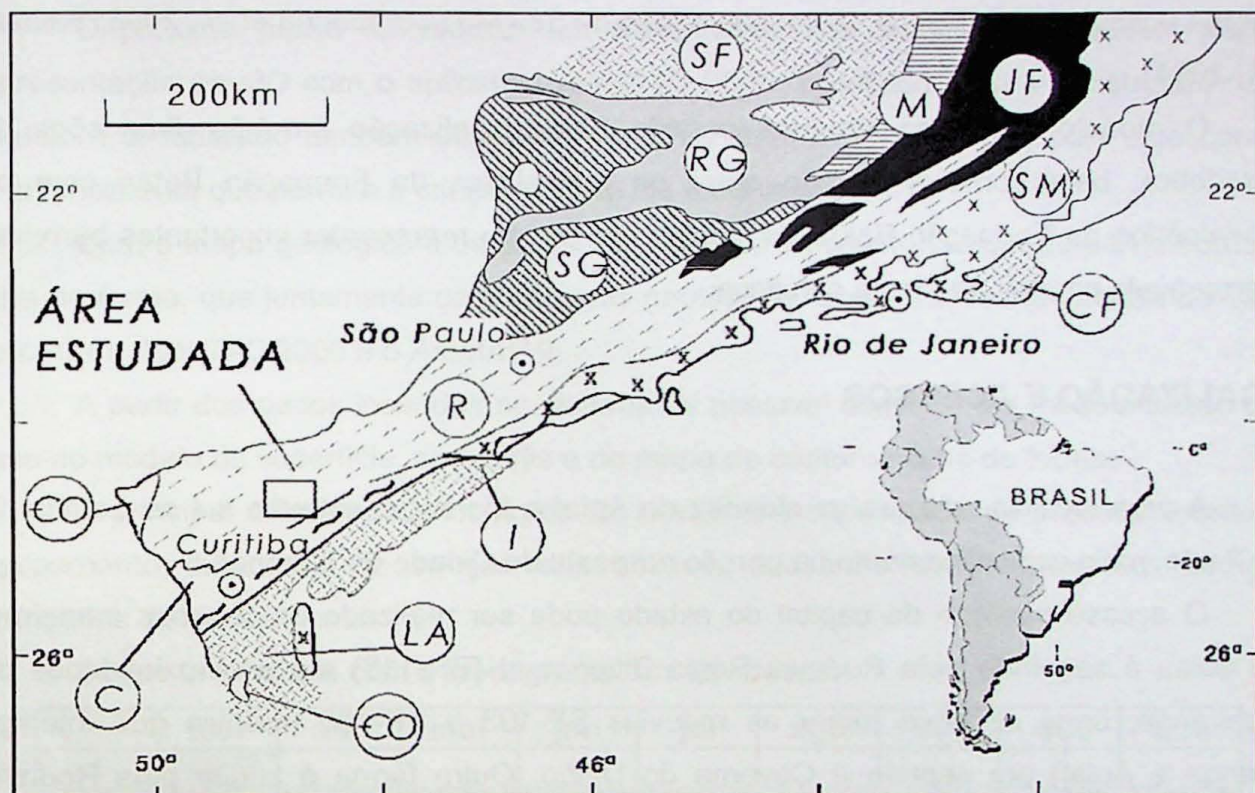 SF
M
JF
200km
RG
22º
SM
22º
SG
ÁREA
ESTUDADA
CF
São Paulo
Rio de Janeiro
R
0º
BRASIL
CO
I
Curitiba
-20º
LA
26º
26º
50º
C
CO
50º
46º